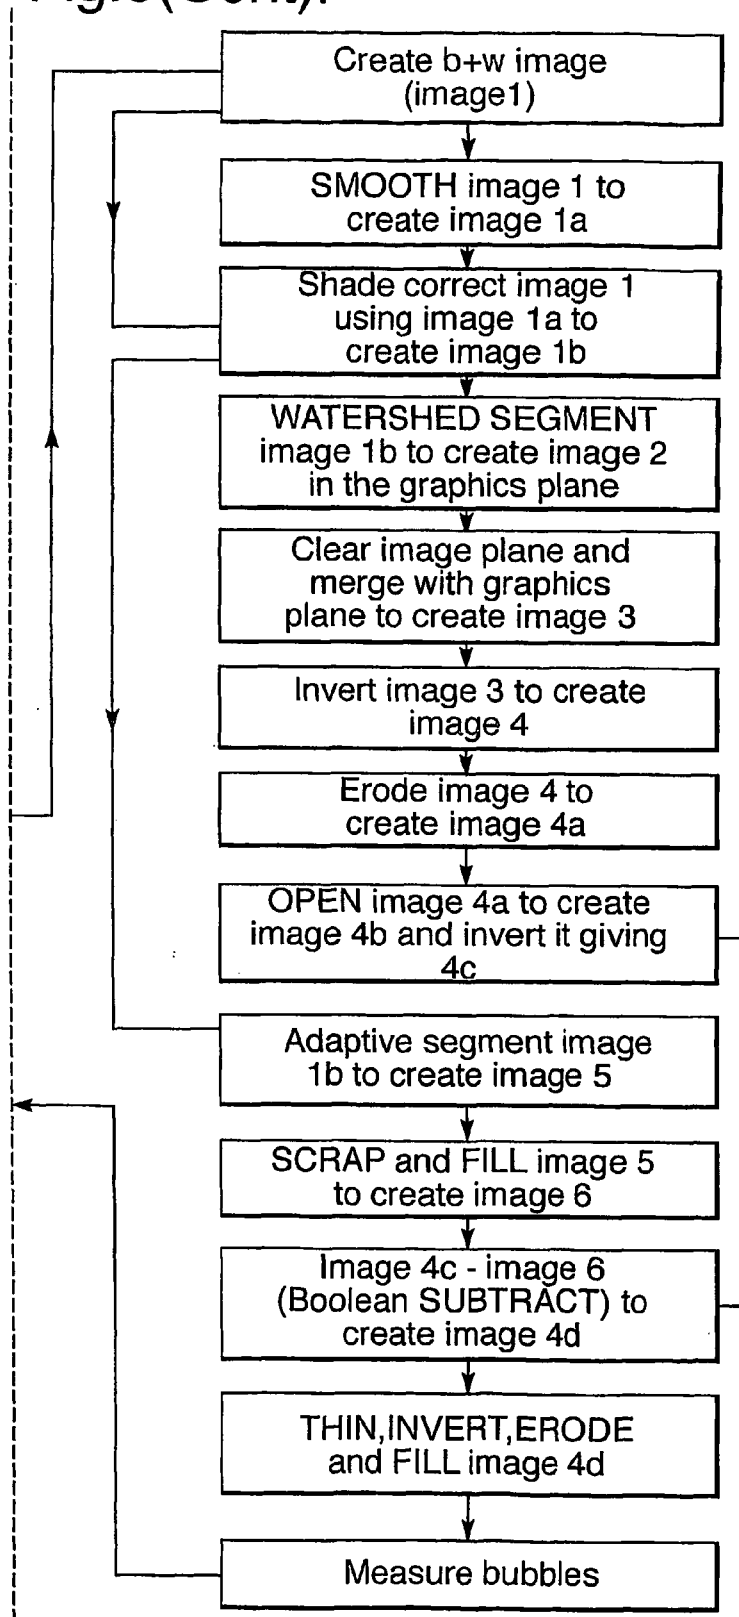 Create b+w image
(image1)
SMOOTH image 1 to
create image 1a
Shade correct image 1
using image 1a to
create image 1b
WATERSHED SEGMENT
image 1b to create image 2
in the graphics plane
Clear image plane and
merge with graphics
plane to create image 3
Invert image 3 to create
image 4
Erode image 4 to
create image 4a
OPEN image 4a to create
image 4b and invert it giving
4c
Adaptive segment image
1b to create image 5
SCRAP and FILL image 5
to create image 6
Image 4c - image 6
(Boolean SUBTRACT) to
create image 4d
THIN,INVERT,ERODE
and FILL image 4d
Measure bubbles